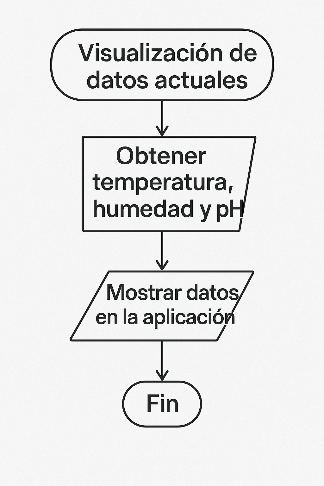 Visualización de
datos actuales
Obtener
temperatura,
humedad y pH
Mostrar datos
en la aplicación
Fin